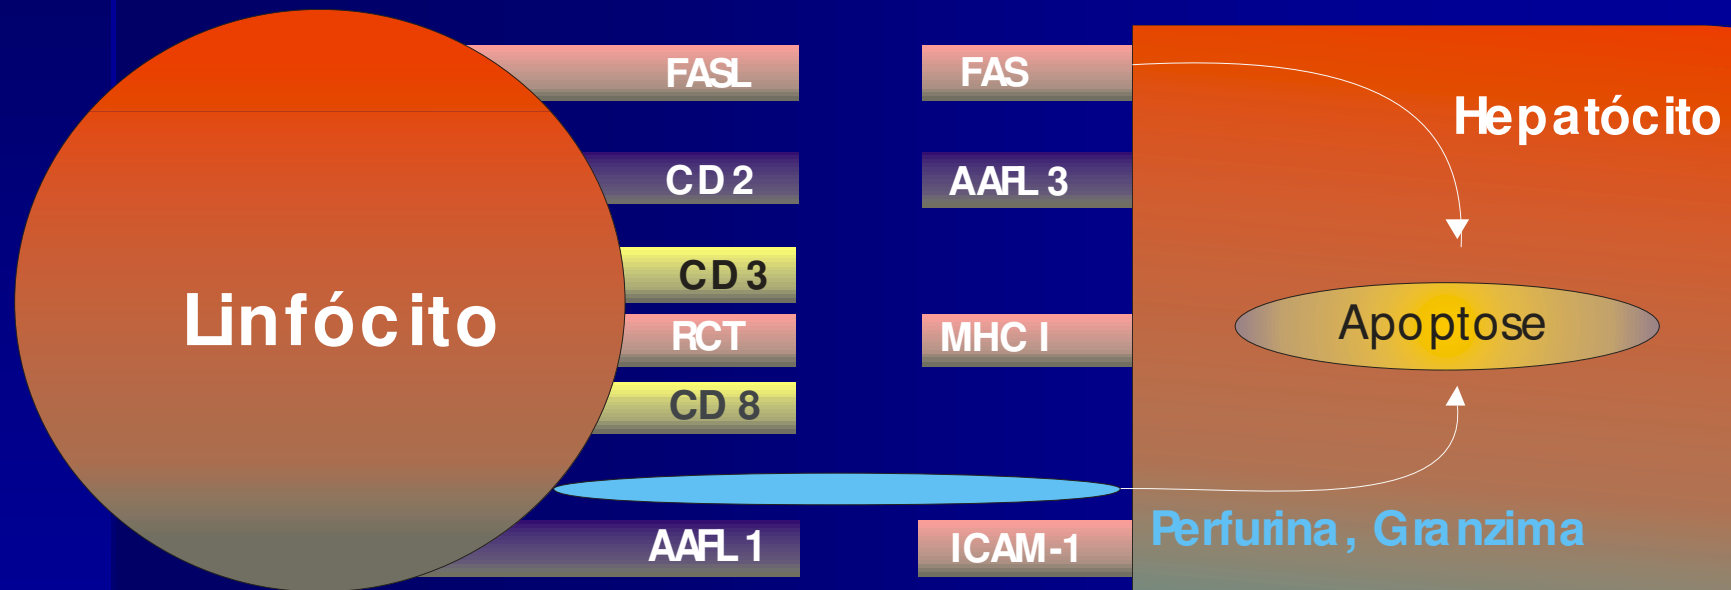 FASL
FAS
Hepatócito
CD2
AAFL 3
CD3
Linfócito
RCT
MHC I
Apoptose
CD 8
Perfurina, Granzima
AAFL 1
ICAM-1